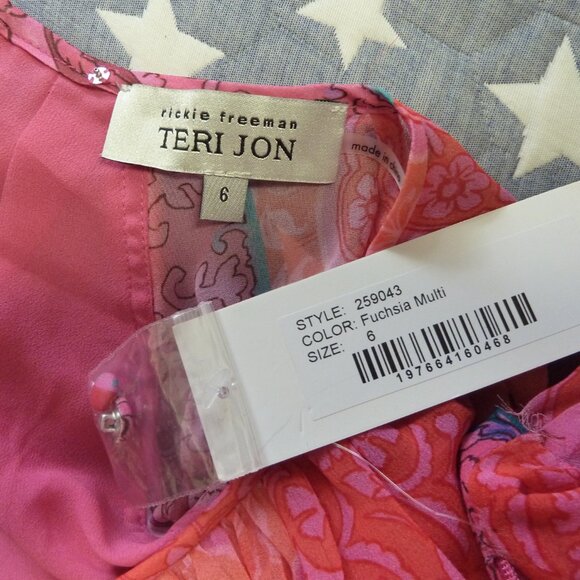 rickie freeman
TERI JON
6
made in
STYLE: 259043
COLOR: Fuchsia Multi
SIZE: 6
197664160468